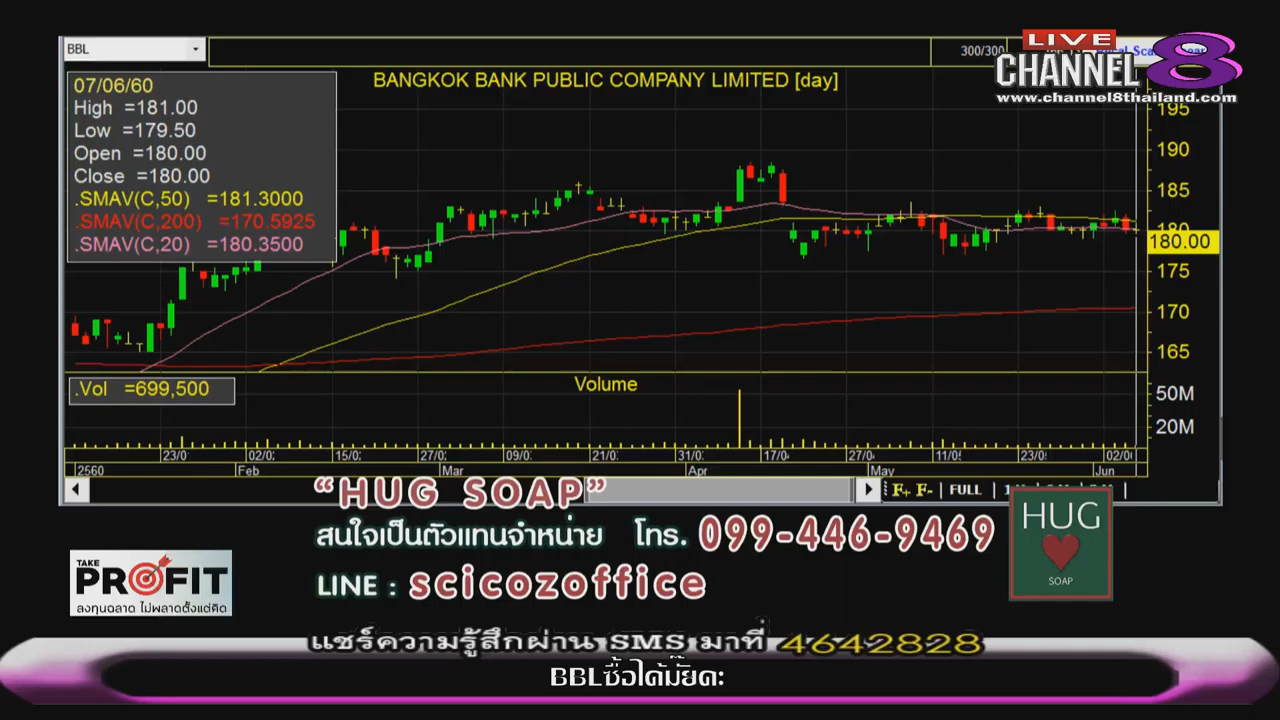 BBL
300/300
LIVE
CHANNEL 8
www.channel8thailand.com
07/06/60
High =181.00
Low =179.50
Open =180.00
Close =180.00
.SMAV(C,50) =181.3000
.SMAV(C,200) =170.5925
.SMAV(C,20) =180.3500
BANGKOK BANK PUBLIC COMPANY LIMITED [day]
195
190
185
180
180.00
175
170
165
.Vol =699,500
Volume
50M
20M
23/0 02/0 15/0 27/0 09/0 21/0 31/0 17/0 27/0 11/0 23/0 02/0
2560 Feb Mar Apr May Jun
F+ F- FULL
"HUG SOAP"
สนใจเป็นตัวแทนจำหน่าย โทร. 099-446-9469
LINE : scicozoffice
HUG
SOAP
TAKE
PROFIT
ลงทุนฉลาด ไม่พลาดตั้งแต่คิด
แชร์ความรู้สึกผ่าน SMS มาที่ 4642828
BBLซื้อได้มั๊ยคะ